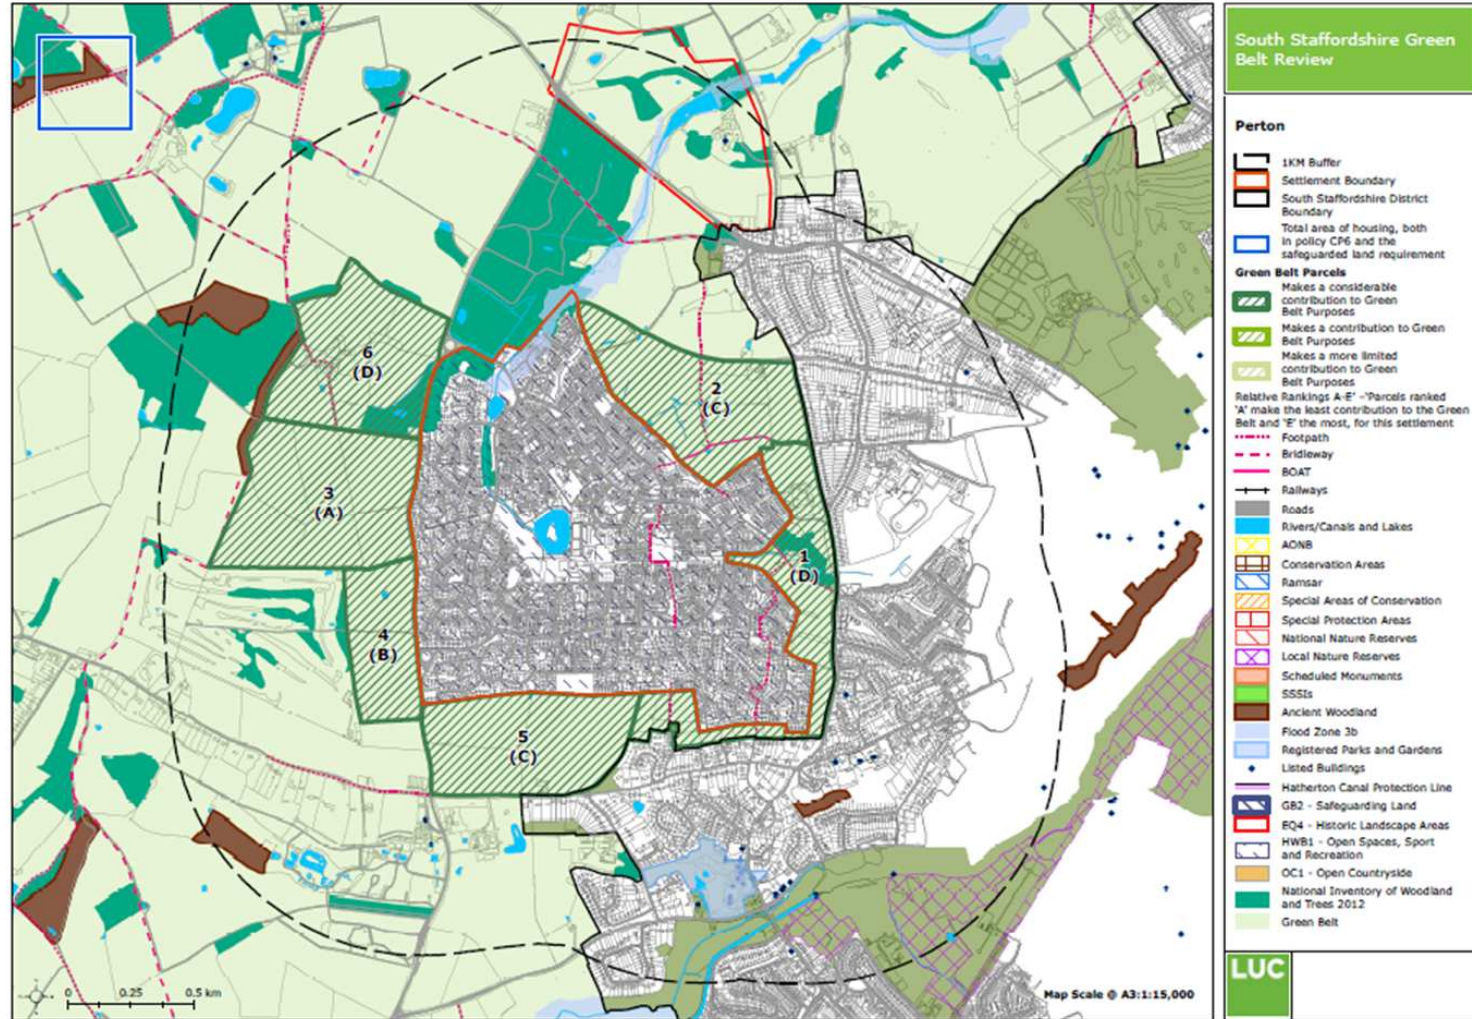 South Staffordshire Green
Belt Review
Perton
1KM Buffer
Settlement Boundary
South Staffordshire District
Boundary
Total area of housing, both
in policy CP6 and the
safeguarded land requirement
Green Belt Parcels
Makes a considerable
contribution to Green
Belt Purposes
Makes a contribution to Green
Belt Purposes
Makes a more limited
contribution to Green
Belt Purposes
Relative Rankings A-E' -'Parcels ranked
'A' make the least contribution to the Green
Belt and 'E' the most, for this settlement
Footpath
Bridleway
BOAT
Railways
Roads
Rivers/Canals and Lakes
AONB
Conservation Areas
Ramsar
Special Areas of Conservation
Special Protection Areas
National Nature Reserves
Local Nature Reserves
Scheduled Monuments
SSSIs
Ancient Woodland
Flood Zone 3b
Registered Parks and Gardens
Listed Buildings
Hatherton Canal Protection Line
GB2 - Safeguarding Land
EQ4 - Historic Landscape Areas
HWB1 - Open Spaces, Sport
and Recreation
OC1 - Open Countryside
National Inventory of Woodland
and Trees 2012
Green Belt
LUC
6
(D)
2
(C)
3
(A)
1
(D)
4
(B)
5
(C)
0 0.25 0.5 km
Map Scale @ A3:1:15,000